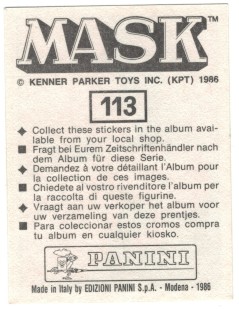 MASK™
© KENNER PARKER TOYS INC. (KPT) 1986
113
◆ Collect these stickers in the album avai-
lable from your local shop.
■ Fragt bei Eurem Zeitschriftenhändler nach
dem Album für diese Serie.
◆ Demandez à votre détaillant l'Album pour
la collection de ces images.
■ Chiedete al vostro rivenditore l'album per
la raccolta di queste figurine.
◆ Vraagt aan uw verkoper het album voor
uw verzameling van deze prentjes.
■ Para coleccionar estos cromos compra
tu album en cualquier kiosko.
PANINI
Made in Italy by EDIZIONI PANINI S.p.A. - Modena - 1986